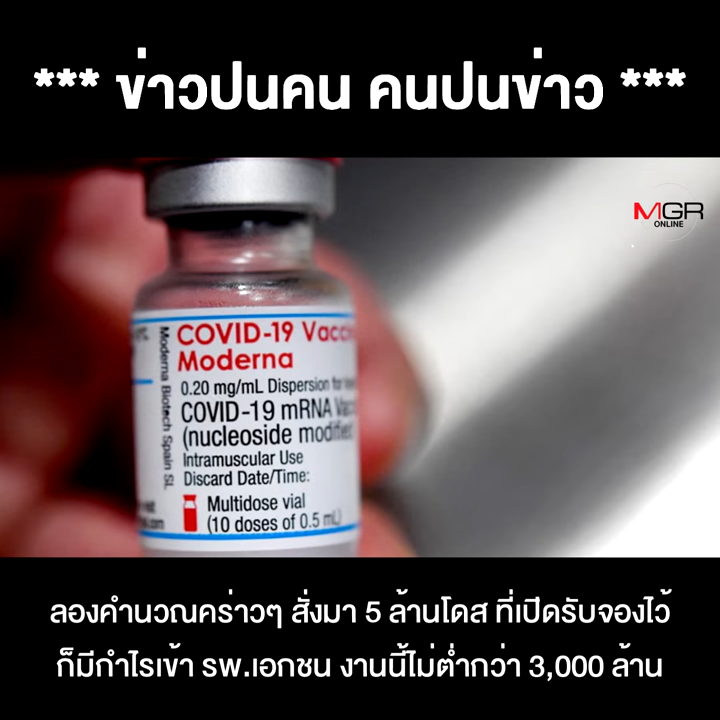 *** ข่าวปนคน คนปนข่าว ***
MGR
ONLINE
COVID-19 Vacc
Moderna
0.20 mg/mL Dispersion for
COVID-19 mRNA Vac
(nucleoside modified
Intramuscular Use
Discard Date/Time:
Multidose vial
(10 doses of 0.5 mL)
Moderna Biotech Spain SL
ลองคำนวณคร่าวๆ สั่งมา 5 ล้านโดส ที่เปิดรับจองไว้
ก็มีกำไรเข้า รพ.เอกชน งานนี้ไม่ต่ำกว่า 3,000 ล้าน